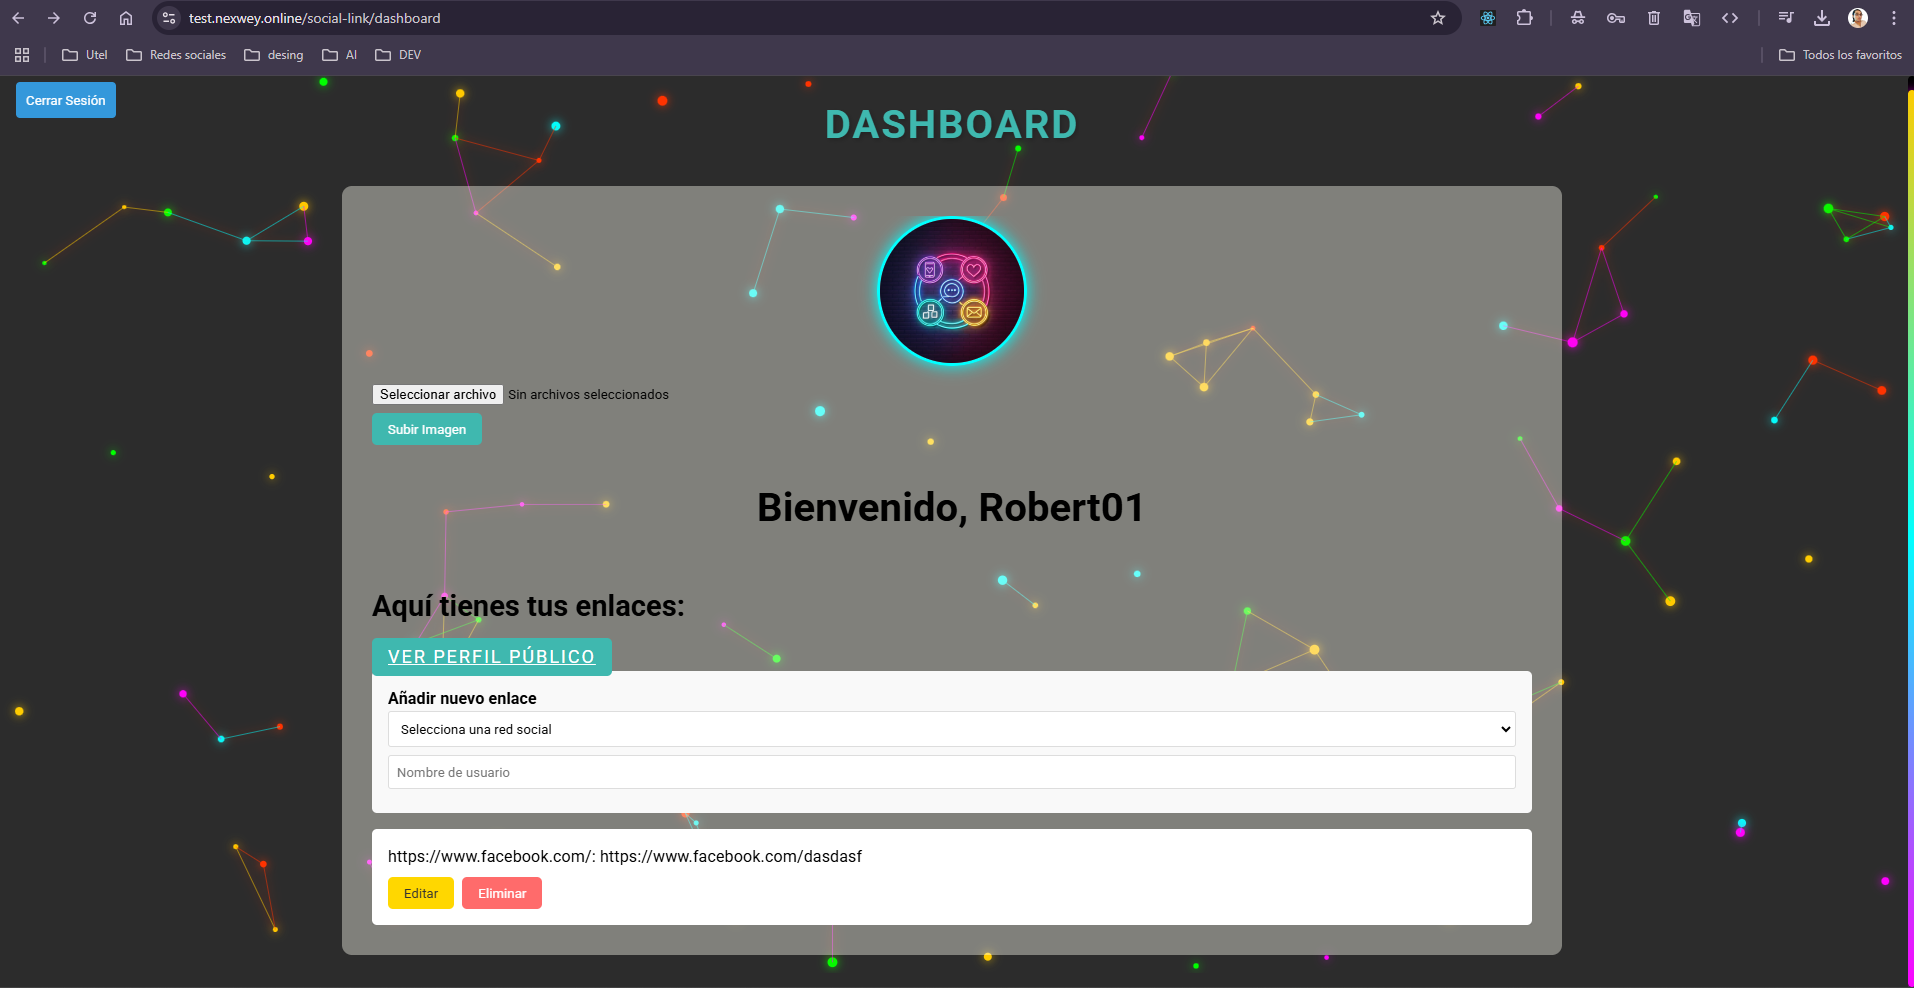 test.nexwey.online/social-link/dashboard
Utel
Redes sociales
desing
AI
DEV
Todos los favoritos
Cerrar Sesión
DASHBOARD
Seleccionar archivo Sin archivos seleccionados
Subir Imagen
Bienvenido, Robert01
Aquí tienes tus enlaces:
VER PERFIL PÚBLICO
Añadir nuevo enlace
Selecciona una red social
Nombre de usuario
https://www.facebook.com/: https://www.facebook.com/dasdasf
Editar
Eliminar